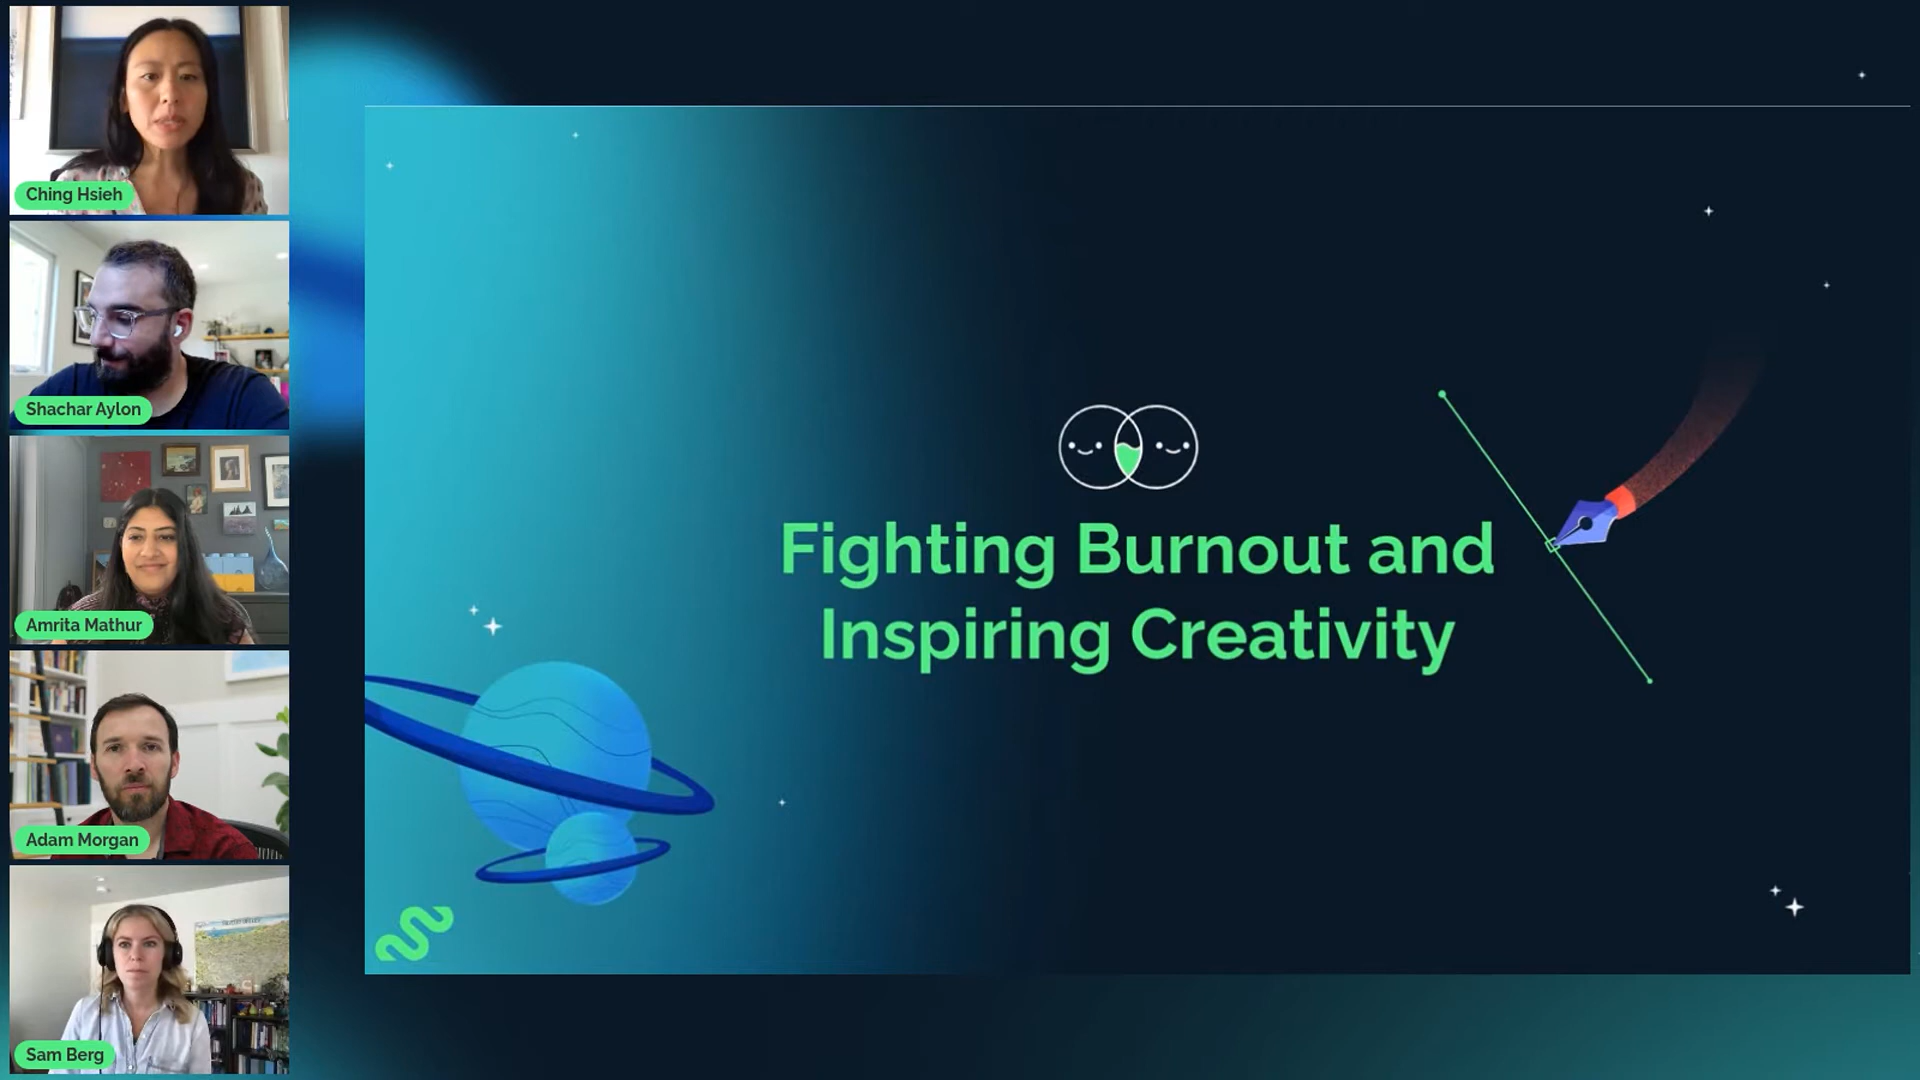 Ching Hsieh
Shachar Aylon
Amrita Mathur
Adam Morgan
Sam Berg
Fighting Burnout and
Inspiring Creativity